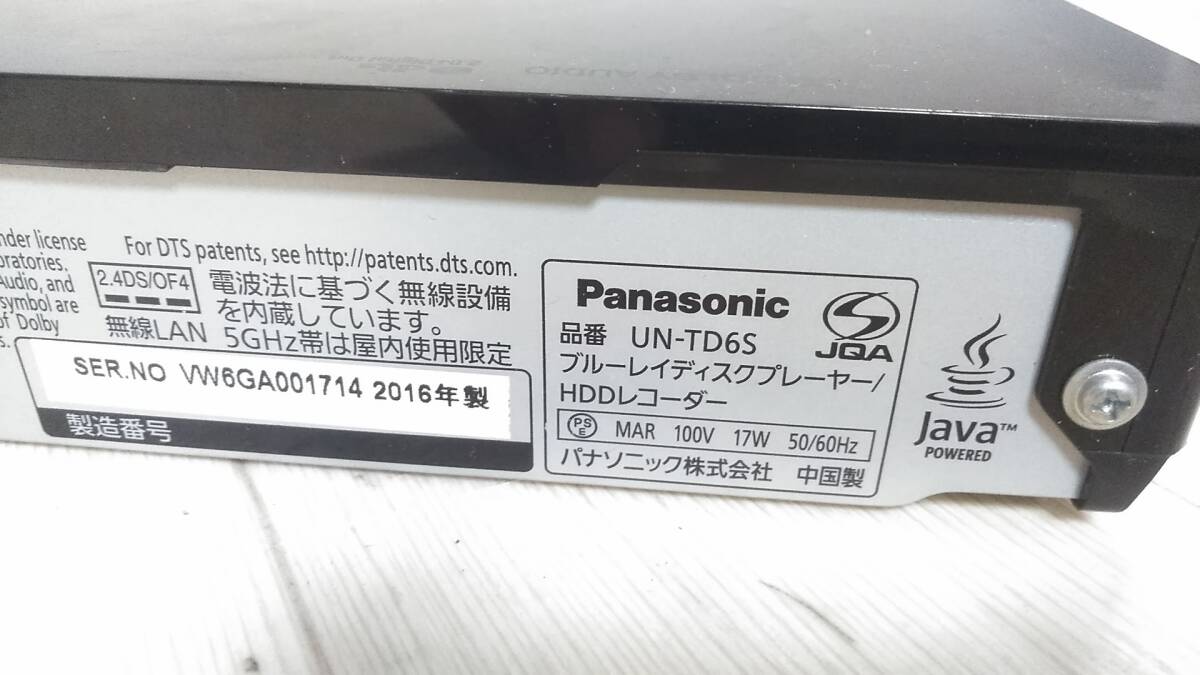 nder license
oratories.
Audio, and
symbol are
of Dolby
s.
For DTS patents, see http://patents.dts.com.
2.4DS/OF4
電波法に基づく無線設備
を内蔵しています。
無線LAN 5GHz帯は屋内使用限定
SER.NO VW6GA001714 2016年製
製造番号
Panasonic
JQA
品番 UN-TD6S
ブルーレイディスクプレーヤー/
HDDレコーダー
PSE MAR 100V 17W 50/60Hz
パナソニック株式会社 中国製
Java™
POWERED